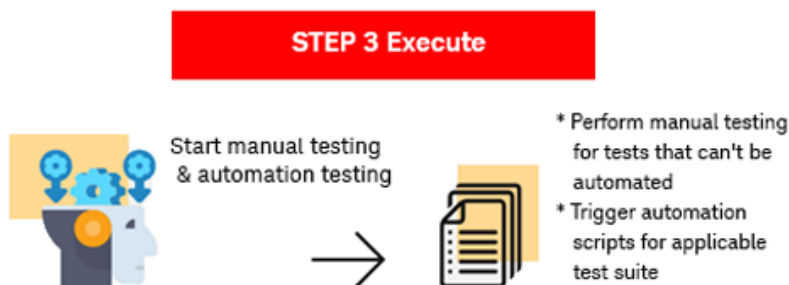 STEP 3 Execute
Start manual testing
& automation testing
* Perform manual testing
for tests that can't be
automated
* Trigger automation
scripts for applicable
test suite